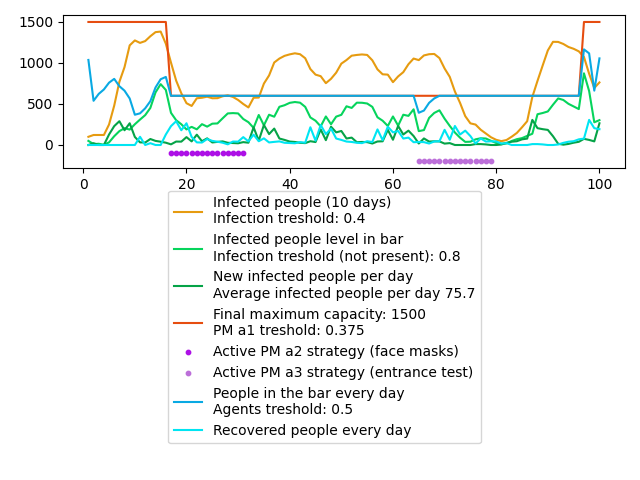 1500
1000
500
0
0 20 40 60 80 100
Infected people (10 days)
Infection treshold: 0.4
Infected people level in bar
Infection treshold (not present): 0.8
New infected people per day
Average infected people per day 75.7
Final maximum capacity: 1500
PM a1 treshold: 0.375
Active PM a2 strategy (face masks)
Active PM a3 strategy (entrance test)
People in the bar every day
Agents treshold: 0.5
Recovered people every day